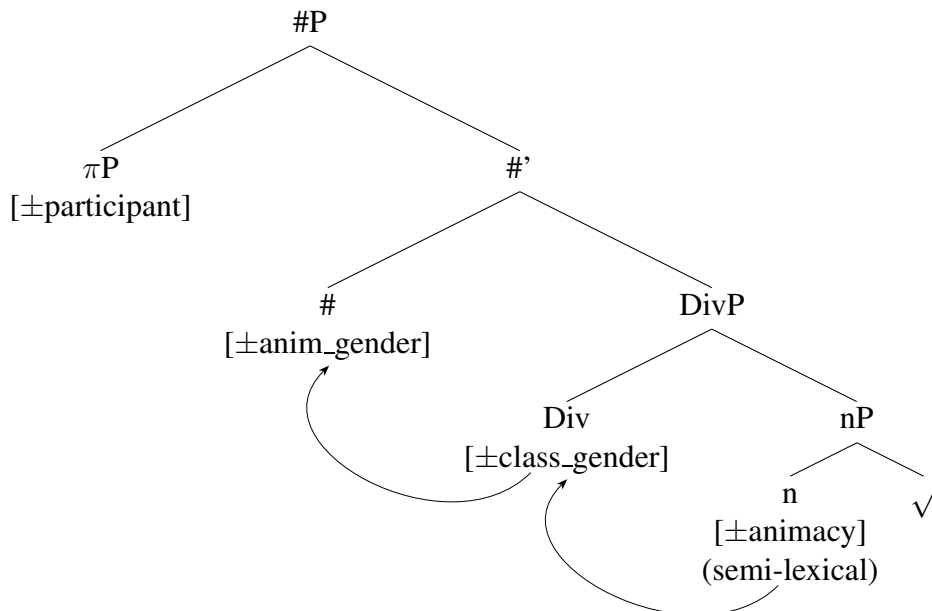 #P
πP
#'
[±participant]
#
DivP
[±anim_gender]
Div
nP
[±class_gender]
n
√
[±animacy]
(semi-lexical)